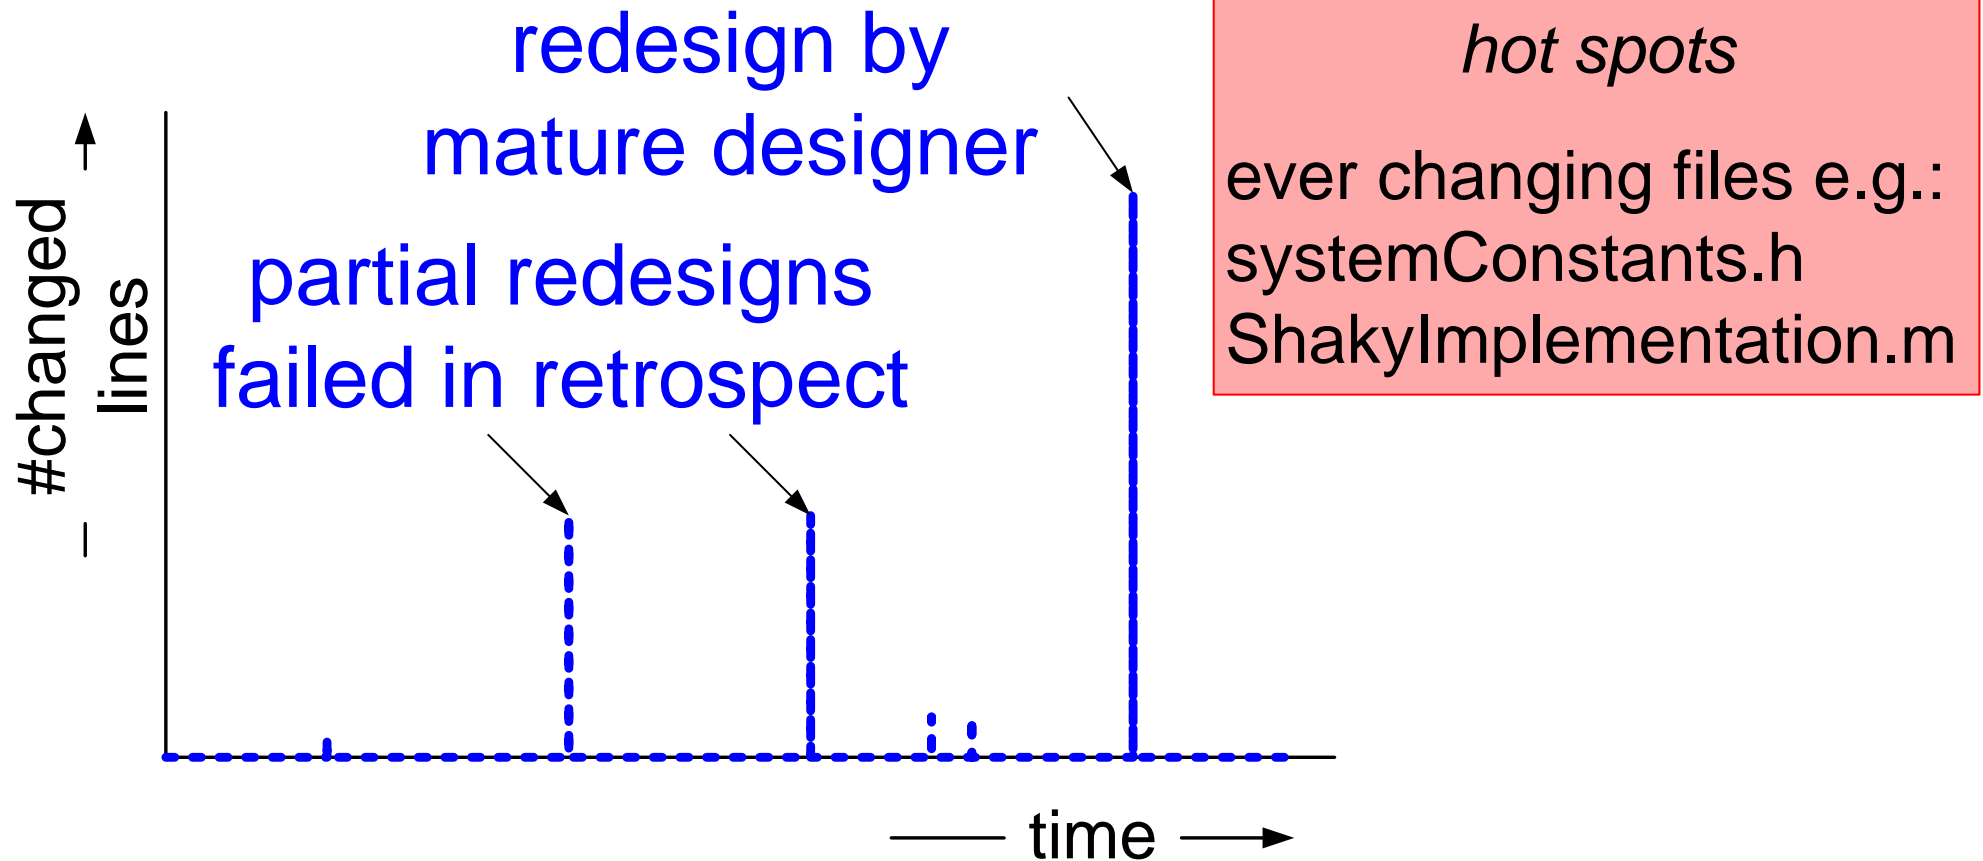 redesign by
mature designer
partial redesigns
failed in retrospect
#changed
lines
time
hot spots
ever changing files e.g.:
systemConstants.h
ShakyImplementation.m